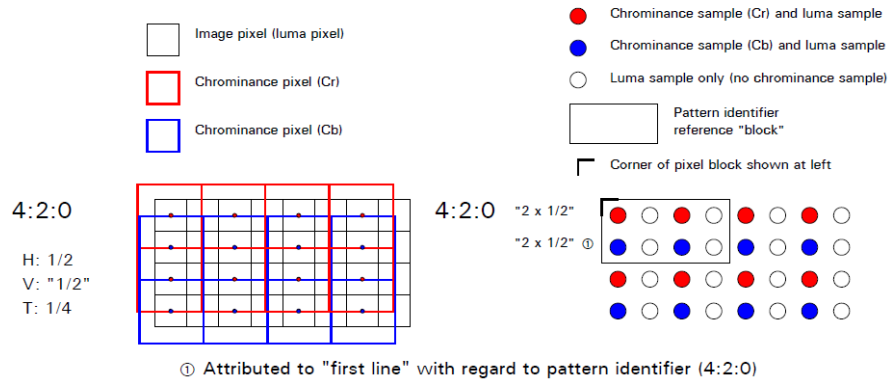 Image pixel (luma pixel)
Chrominance pixel (Cr)
Chrominance pixel (Cb)
Chrominance sample (Cr) and luma sample
Chrominance sample (Cb) and luma sample
Luma sample only (no chrominance sample)
Pattern identifier
reference "block"
Corner of pixel block shown at left
4:2:0
H: 1/2
V: "1/2"
T: 1/4
4:2:0
"2 x 1/2"
"2 x 1/2" ①
① Attributed to "first line" with regard to pattern identifier (4:2:0)